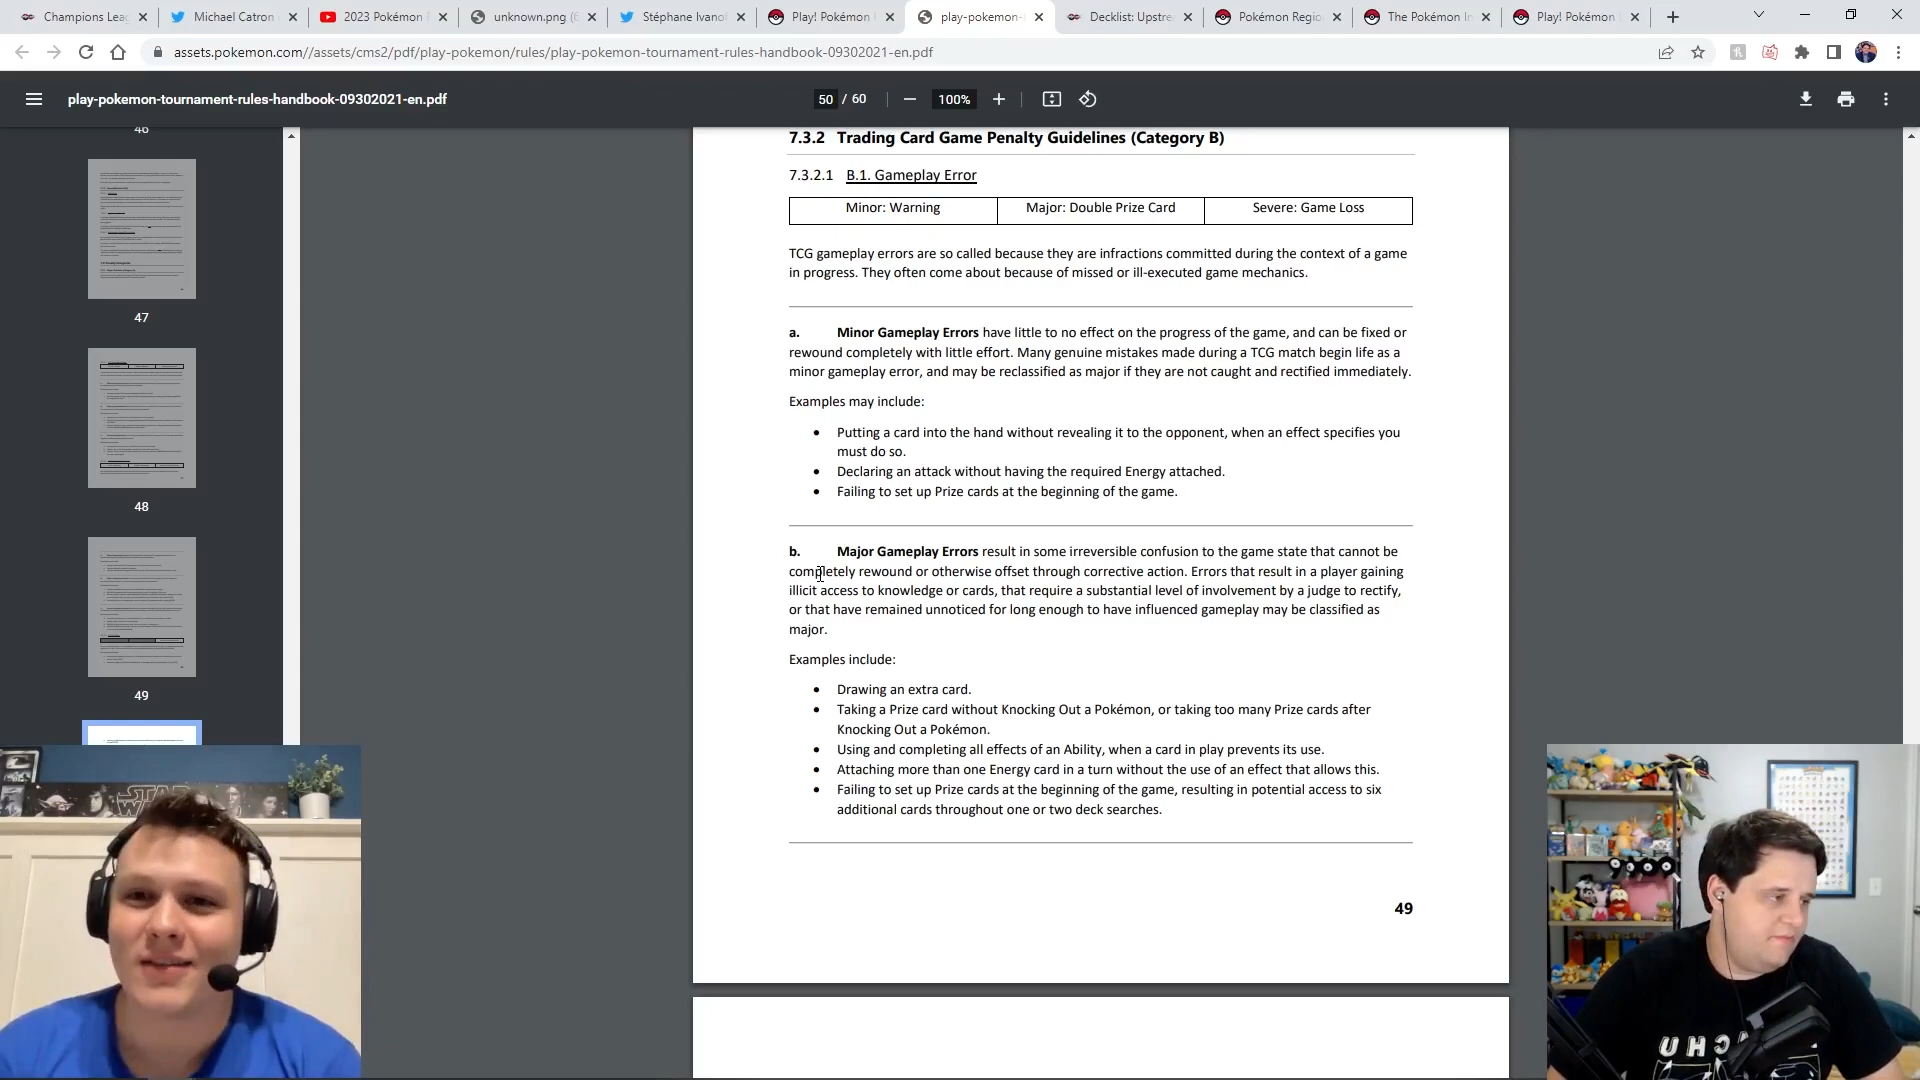 Champions Leag
Michael Catron
2023 Pokémon
unknown.png (6
Stéphane Ivanof
Play! Pokémon
play-pokemon-
Decklist: Upstre
Pokémon Regio
The Pokémon In
Play! Pokémon
assets.pokemon.com//assets/cms2/pdf/play-pokemon/rules/play-pokemon-tournament-rules-handbook-09302021-en.pdf
play-pokemon-tournament-rules-handbook-09302021-en.pdf
50 / 60
100%
46
47
48
49
7.3.2 Trading Card Game Penalty Guidelines (Category B)
7.3.2.1 B.1. Gameplay Error
Minor: Warning
Major: Double Prize Card
Severe: Game Loss
TCG gameplay errors are so called because they are infractions committed during the context of a game
in progress. They often come about because of missed or ill-executed game mechanics.
a. Minor Gameplay Errors have little to no effect on the progress of the game, and can be fixed or
rewound completely with little effort. Many genuine mistakes made during a TCG match begin life as a
minor gameplay error, and may be reclassified as major if they are not caught and rectified immediately.
Examples may include:
• Putting a card into the hand without revealing it to the opponent, when an effect specifies you
must do so.
• Declaring an attack without having the required Energy attached.
• Failing to set up Prize cards at the beginning of the game.
b. Major Gameplay Errors result in some irreversible confusion to the game state that cannot be
completely rewound or otherwise offset through corrective action. Errors that result in a player gaining
illicit access to knowledge or cards, that require a substantial level of involvement by a judge to rectify,
or that have remained unnoticed for long enough to have influenced gameplay may be classified as
major.
Examples include:
• Drawing an extra card.
• Taking a Prize card without Knocking Out a Pokémon, or taking too many Prize cards after
Knocking Out a Pokémon.
• Using and completing all effects of an Ability, when a card in play prevents its use.
• Attaching more than one Energy card in a turn without the use of an effect that allows this.
• Failing to set up Prize cards at the beginning of the game, resulting in potential access to six
additional cards throughout one or two deck searches.
49
STAR